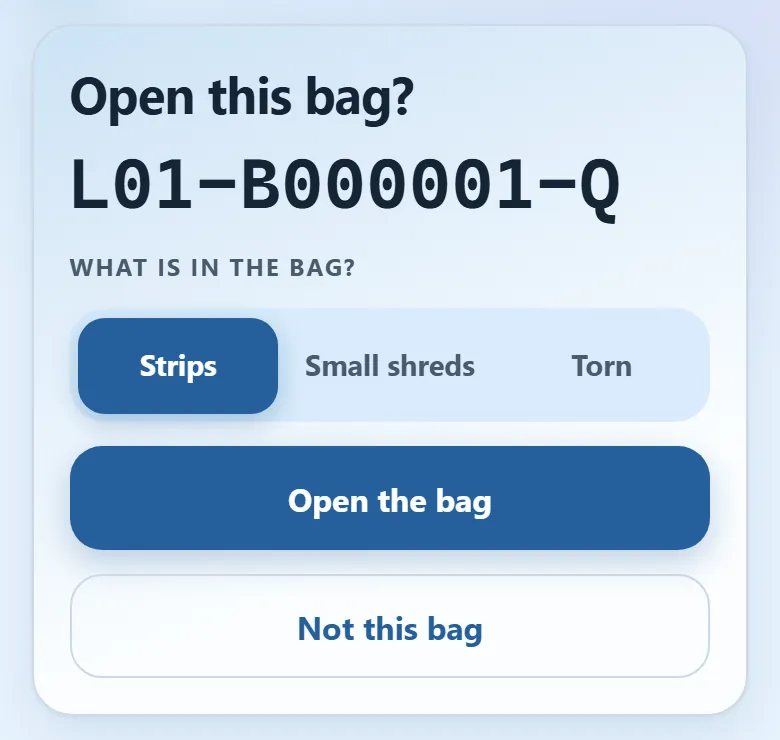 Open this bag?
L01-B000001-Q
WHAT IS IN THE BAG?
Strips Small shreds Torn
Open the bag
Not this bag